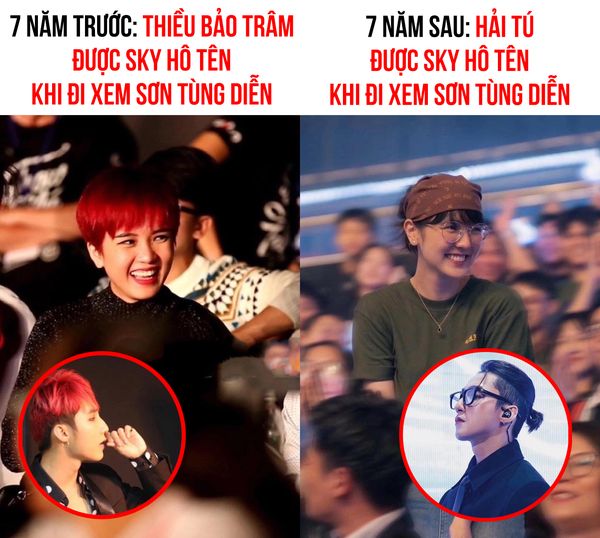 7 NĂM TRƯỚC: THIỀU BẢO TRÂM
ĐƯỢC SKY HÔ TÊN
KHI ĐI XEM SƠN TÙNG DIỄN
7 NĂM SAU: HẢI TÚ
ĐƯỢC SKY HÔ TÊN
KHI ĐI XEM SƠN TÙNG DIỄN